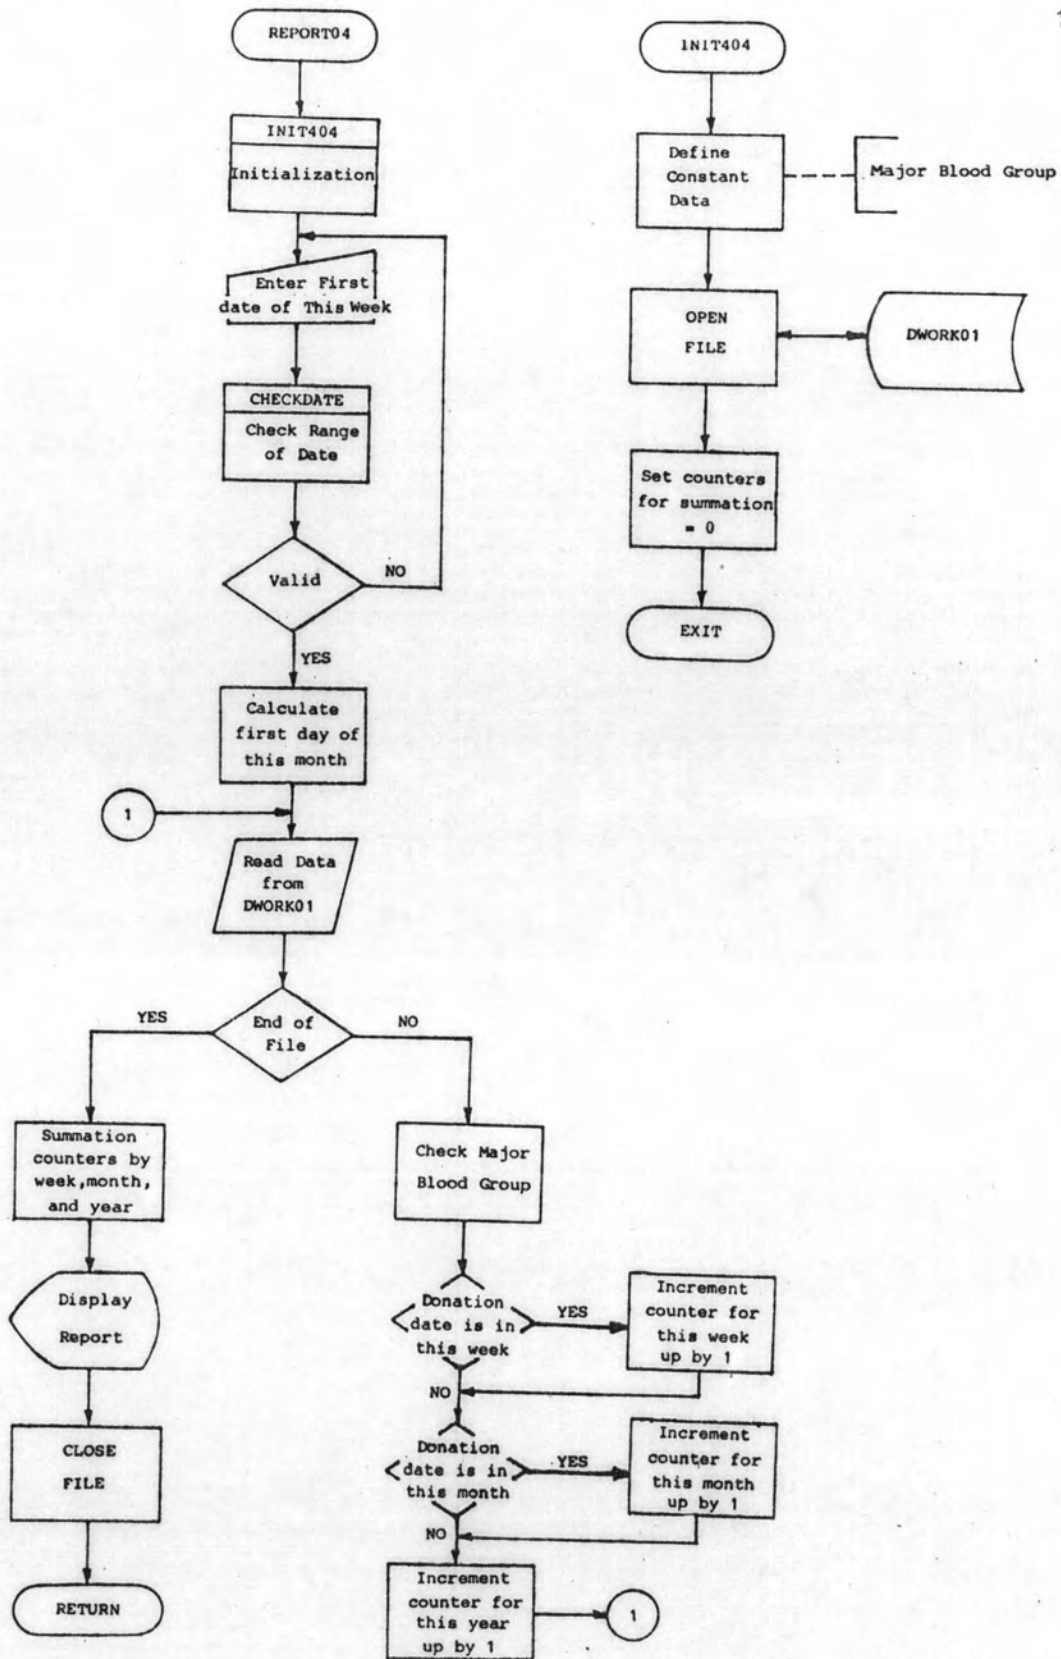 REPORT04
INIT404
Initialization
Enter First
date of This Week
CHECKDATE
Check Range
of Date
Valid
NO
YES
Calculate
first day of
this month
1
Read Data
from
DWORK01
End of
File
YES
NO
Summation
counters by
week,month,
and year
Display
Report
CLOSE
FILE
RETURN
Check Major
Blood Group
Donation
date is in
this week
YES
Increment
counter for
this week
up by 1
NO
Donation
date is in
this month
YES
Increment
counter for
this month
up by 1
NO
Increment
counter for
this year
up by 1
1
INIT404
Define
Constant
Data
Major Blood Group
OPEN
FILE
DWORK01
Set counters
for summation
= 0
EXIT